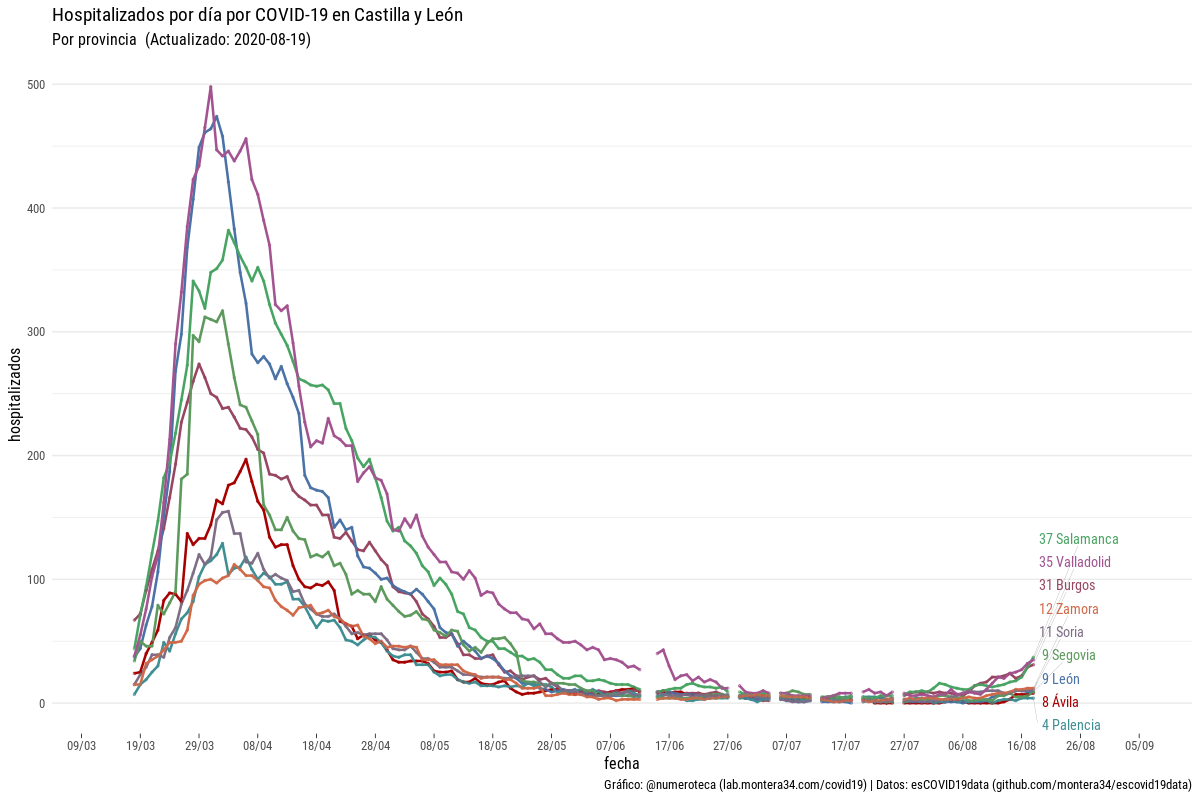 Hospitalizados por día por COVID-19 en Castilla y León
Por provincia (Actualizado: 2020-08-19)
hospitalizados
500
400
300
200
100
0
37 Salamanca
35 Valladolid
31 Burgos
12 Zamora
11 Soria
9 Segovia
9 León
8 Ávila
4 Palencia
09/03 19/03 29/03 08/04 18/04 28/04 08/05 18/05 28/05 07/06 17/06 27/06 07/07 17/07 27/07 06/08 16/08 26/08 05/09
fecha
Gráfico: @numeroteca (lab.montera34.com/covid19) | Datos: esCOVID19data (github.com/montera34/escovid19data)